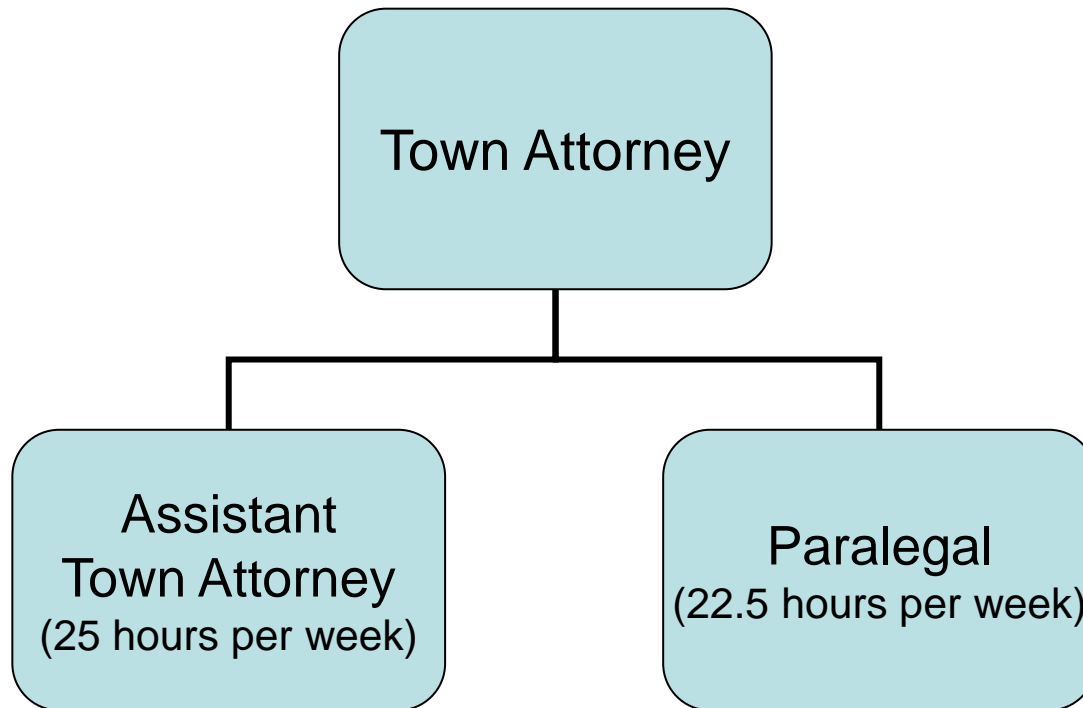 Town Attorney
Assistant
Town Attorney
(25 hours per week)
Paralegal
(22.5 hours per week)